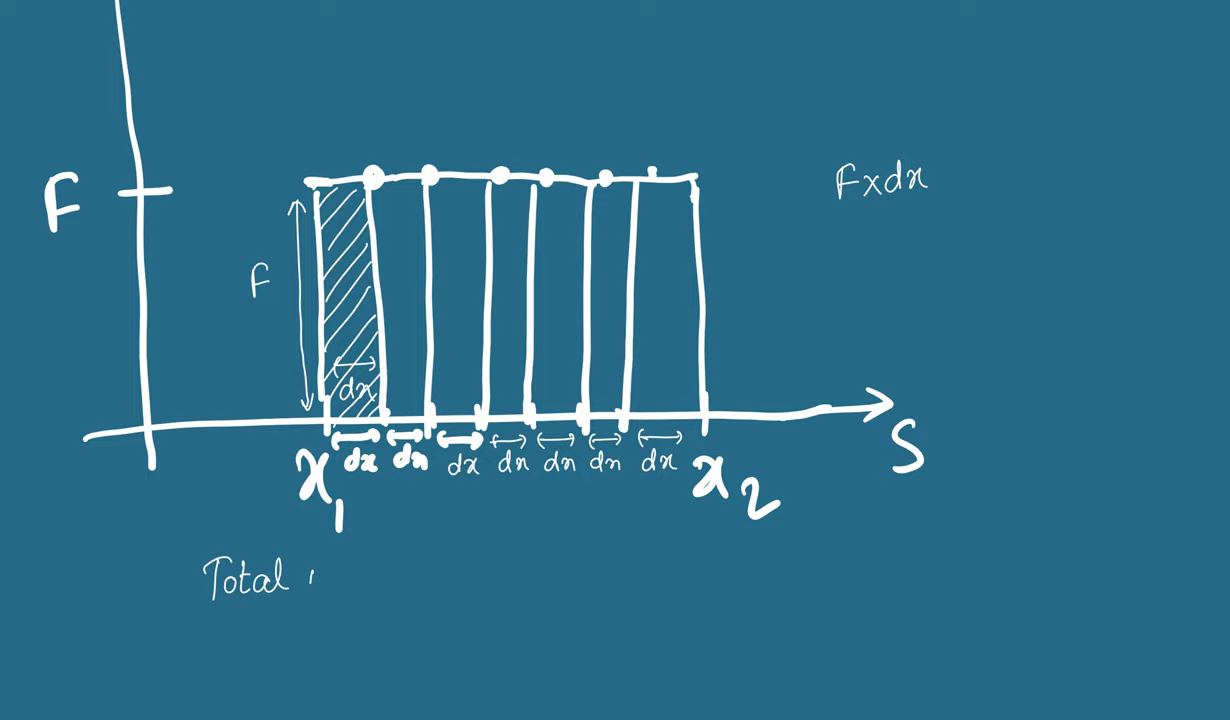 F
F x dx
F
dx
dx dx dx dx dx dx dx
x1
x2
S
Total